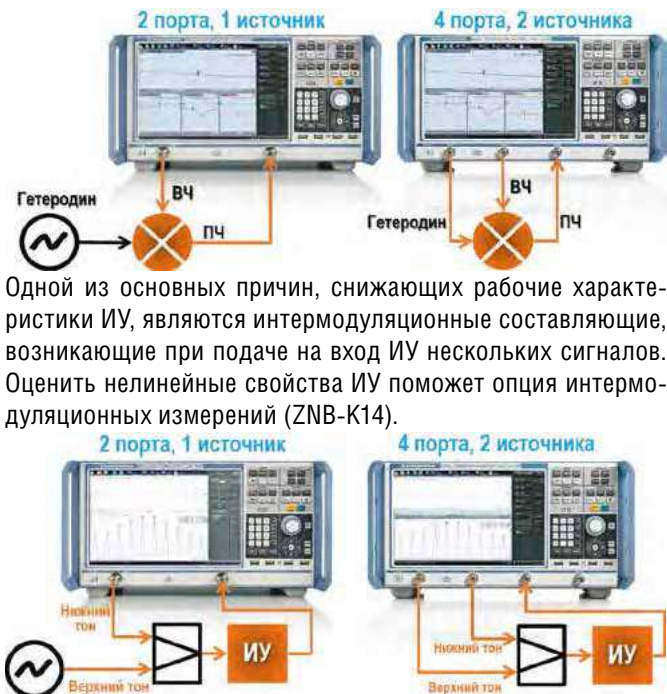 2 порта, 1 источник
4 порта, 2 источника
Гетеродин
ВЧ
ПЧ
Гетеродин
ВЧ
ПЧ
Одной из основных причин, снижающих рабочие характе-
ристики ИУ, являются интермодуляционные составляющие,
возникающие при подаче на вход ИУ нескольких сигналов.
Оценить нелинейные свойства ИУ поможет опция интермо-
дуляционных измерений (ZNB-K14).
2 порта, 1 источник
4 порта, 2 источника
Нижний
тон
ИУ
Верхний тон
Нижний тон
ИУ
Верхний тон